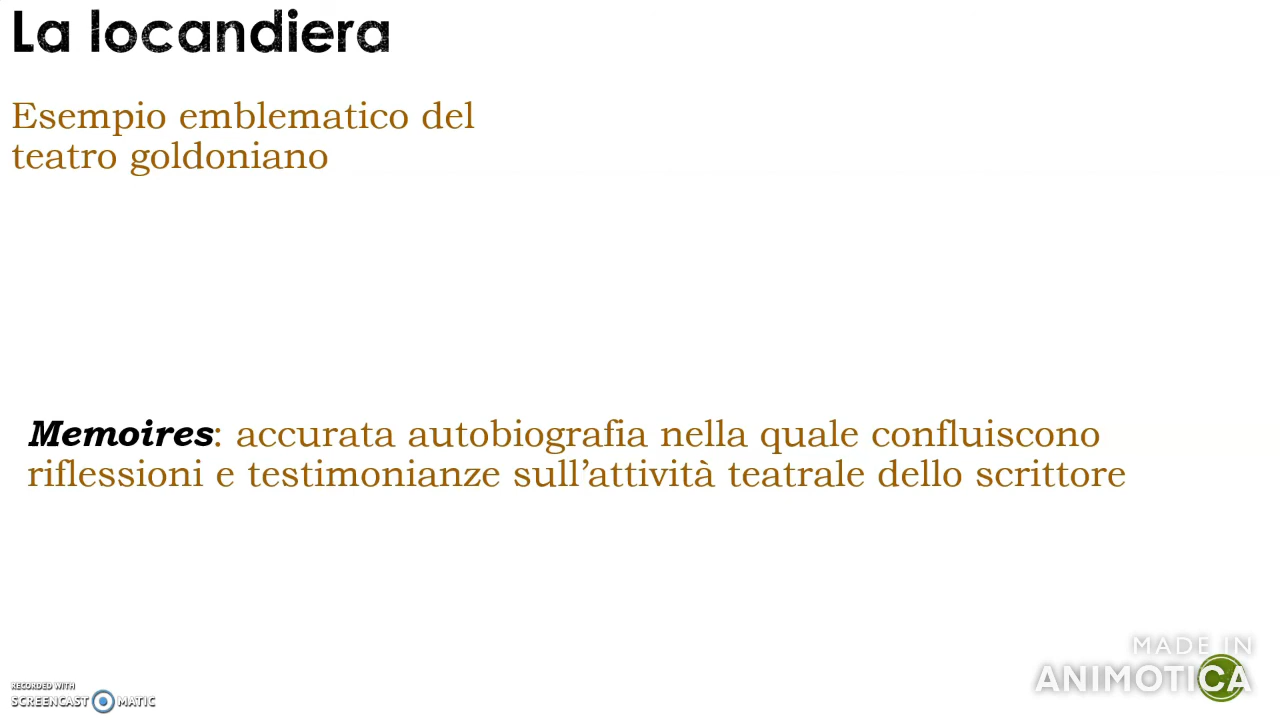 La locandiera
Esempio emblematico del
teatro goldoniano
Memoires: accurata autobiografia nella quale confluiscono
riflessioni e testimonianze sull'attività teatrale dello scrittore
MADE IN
ANIMOTICA
RECORDED WITH
SCREENCAST MATIC